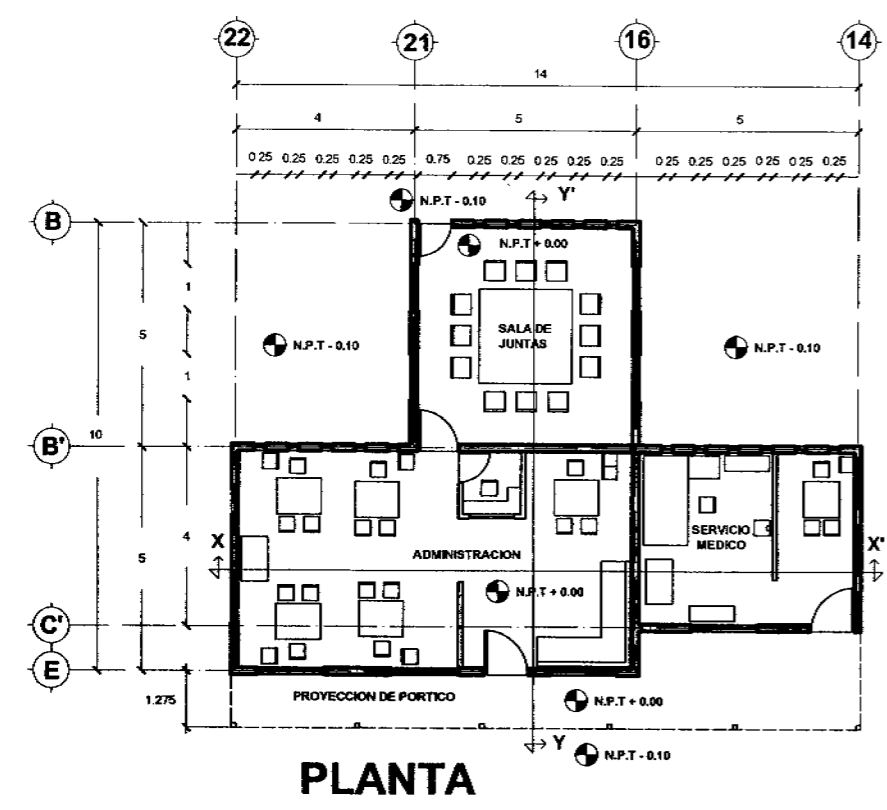 22 21 16 14
14
4 5 5
0.25 0.25 0.25 0.25 0.25 0.75 0.25 0.25 0.25 0.25 0.25 0.25 0.25 0.25 0.25 0.25 0.25
N.P.T - 0.10
Y'
B
N.P.T + 0.00
1
5
SALA DE
JUNTAS
N.P.T - 0.10
N.P.T - 0.10
1
10
B'
4
5
X
ADMINISTRACION
SERVICIO
MEDICO
X'
N.P.T + 0.00
C'
E
1.275
PROYECCION DE PORTICO
N.P.T + 0.00
Y
N.P.T - 0.10
PLANTA